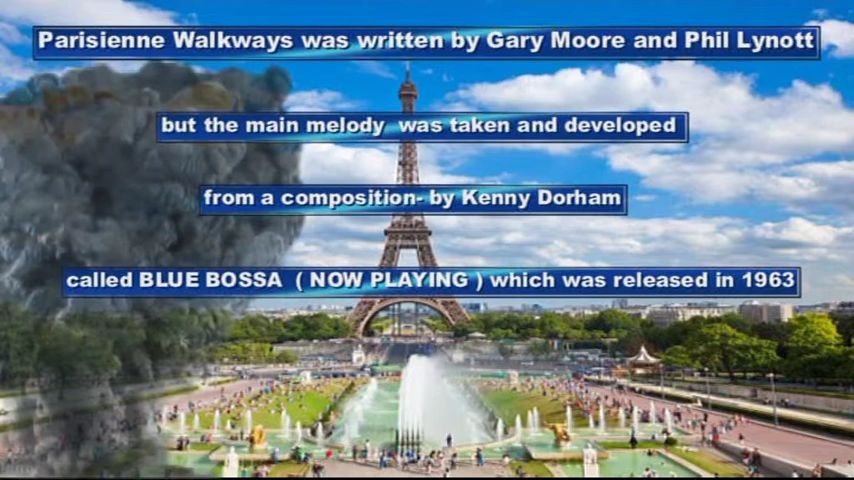 Parisienne Walkways was written by Gary Moore and Phil Lynott
but the main melody was taken and developed
from a composition- by Kenny Dorham
called BLUE BOSSA ( NOW PLAYING ) which was released in 1963